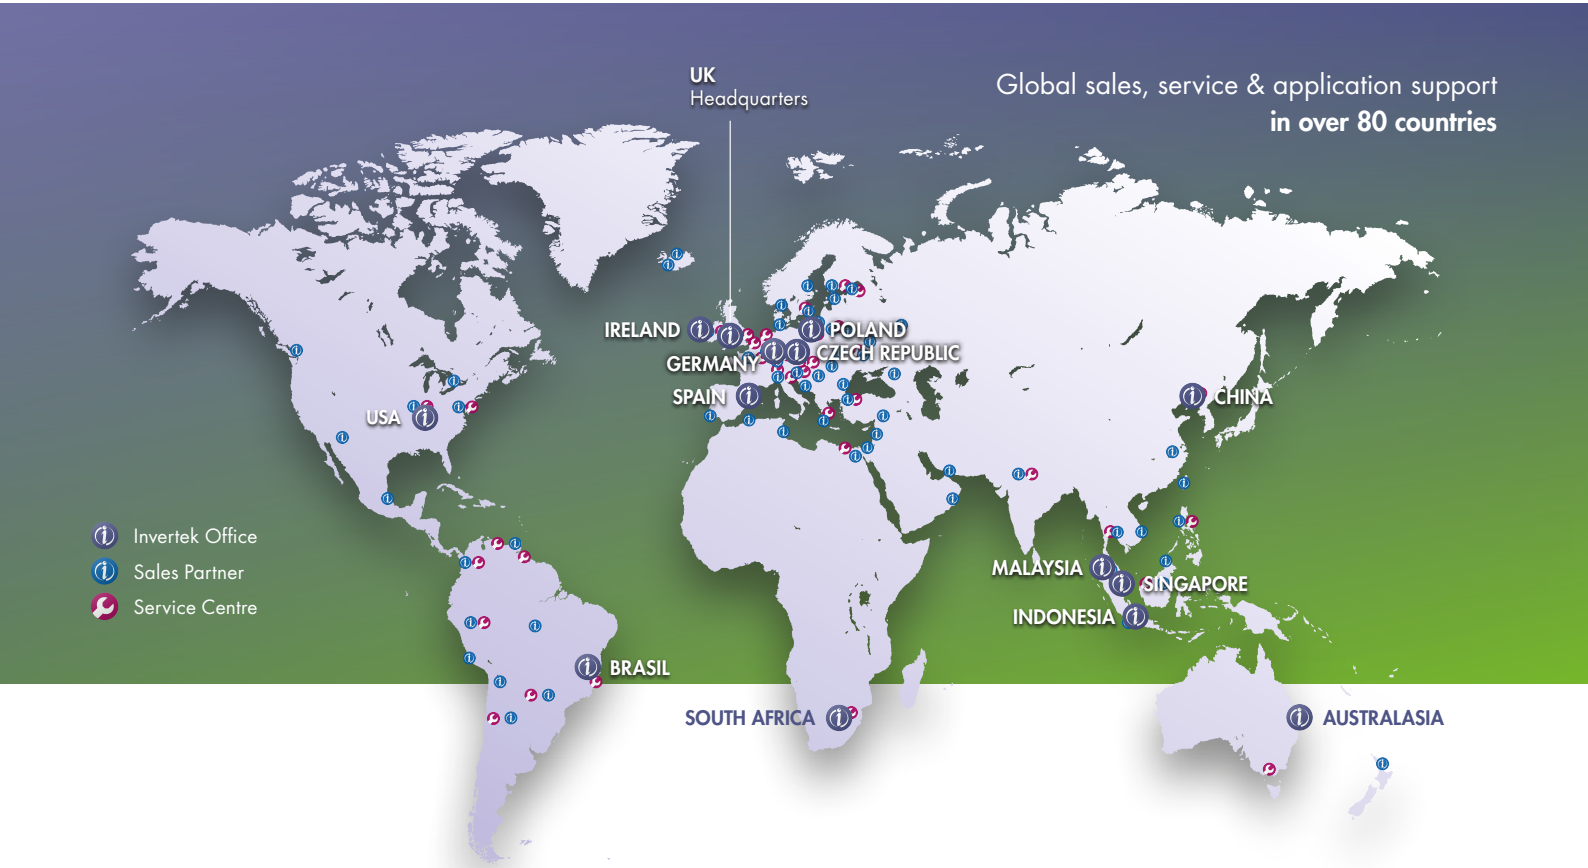 UK
Headquarters
Global sales, service & application support
in over 80 countries
IRELAND
POLAND
GERMANY
CZECH REPUBLIC
SPAIN
USA
CHINA
Invertek Office
Sales Partner
Service Centre
MALAYSIA
SINGAPORE
INDONESIA
BRASIL
SOUTH AFRICA
AUSTRALASIA